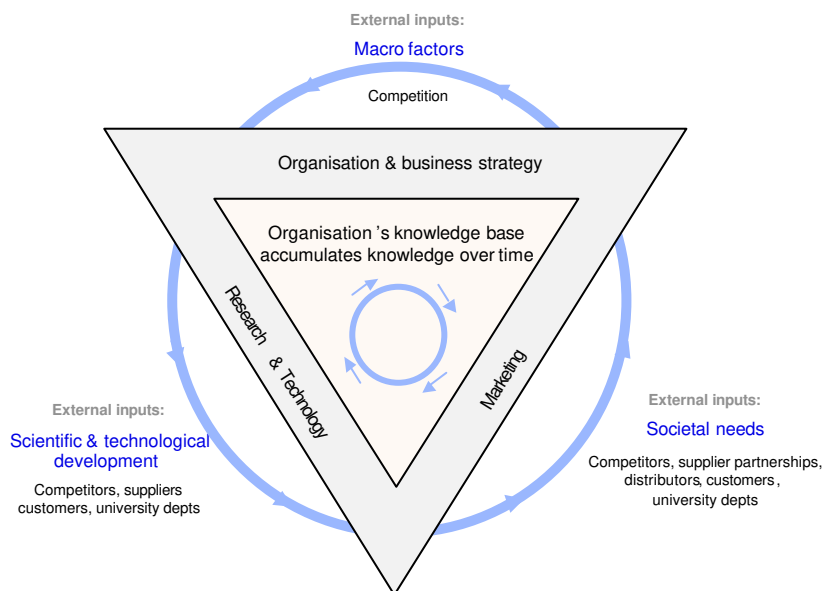 External inputs:
Macro factors
Competition
Organisation & business strategy
Organisation 's knowledge base
accumulates knowledge over time
Research & Technology
Marketing
External inputs:
Scientific & technological
development
Competitors, suppliers
customers, university depts
External inputs:
Societal needs
Competitors, supplier partnerships,
distributors, customers ,
university depts